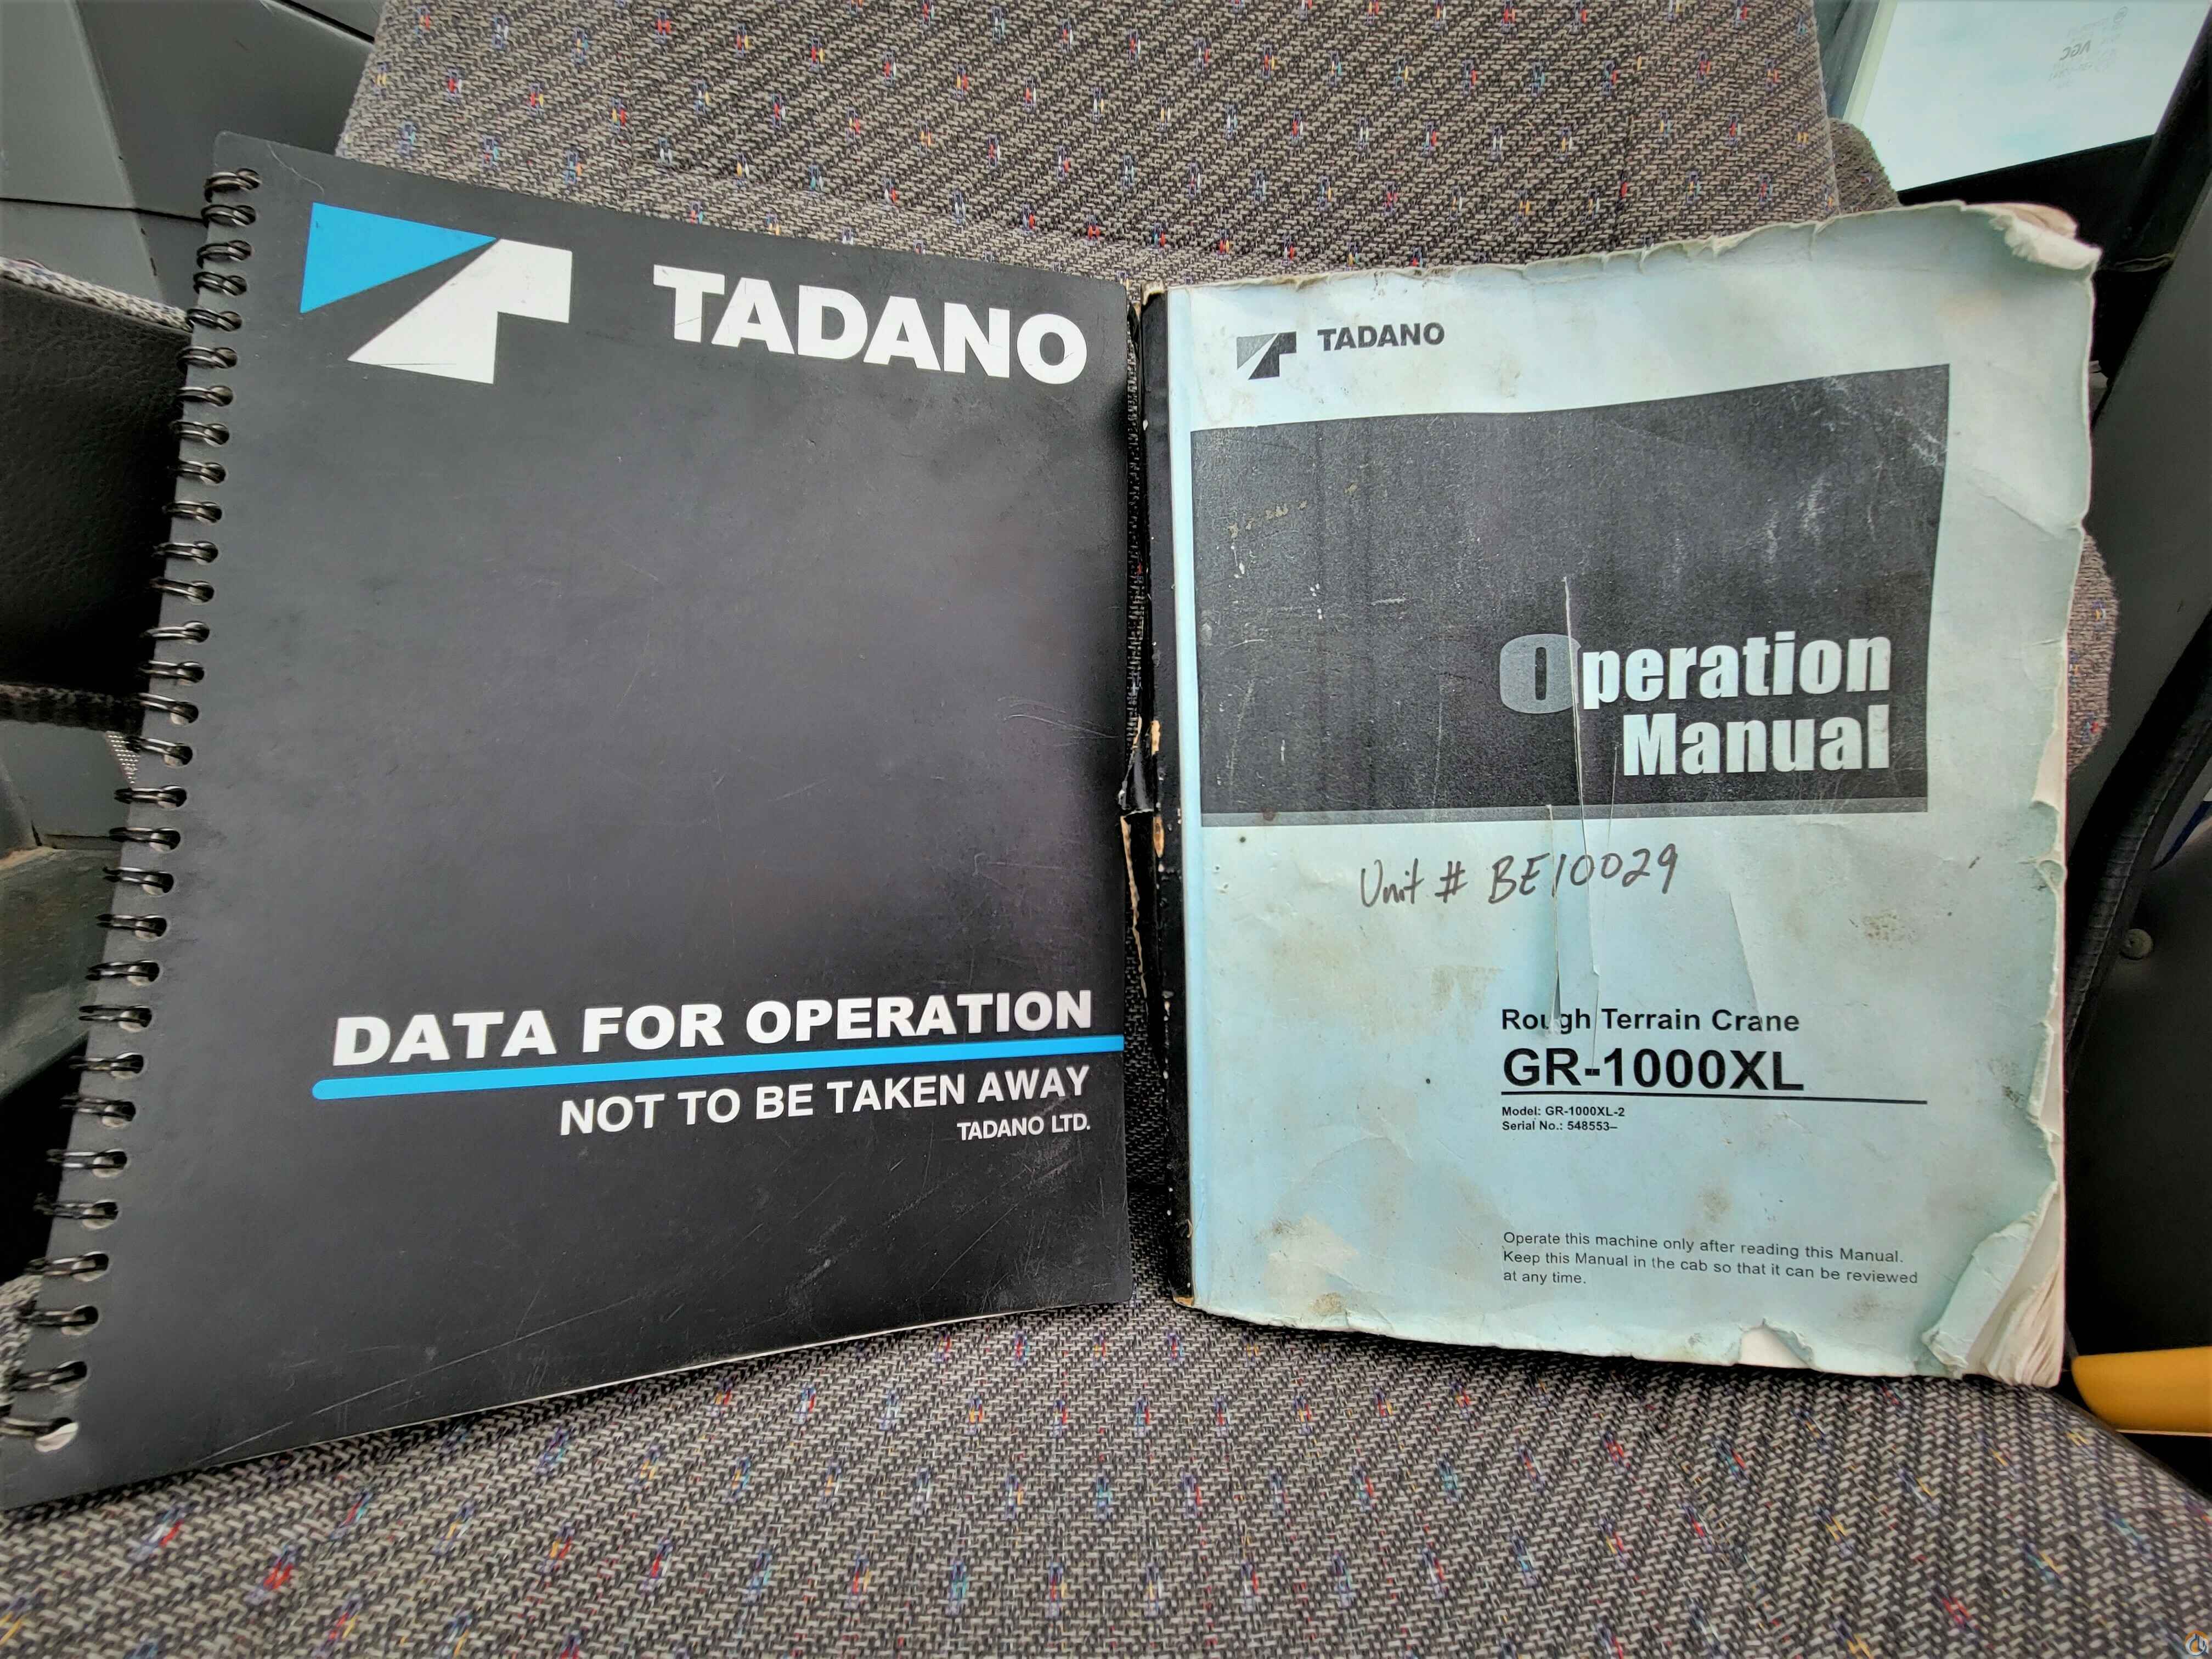 TADANO
DATA FOR OPERATION
NOT TO BE TAKEN AWAY
TADANO LTD.
TADANO
Operation
Manual
Unit # BE10029
Rough Terrain Crane
GR-1000XL
Model: GR-1000XL-2
Serial No.: 548553–
Operate this machine only after reading this Manual.
Keep this Manual in the cab so that it can be reviewed
at any time.